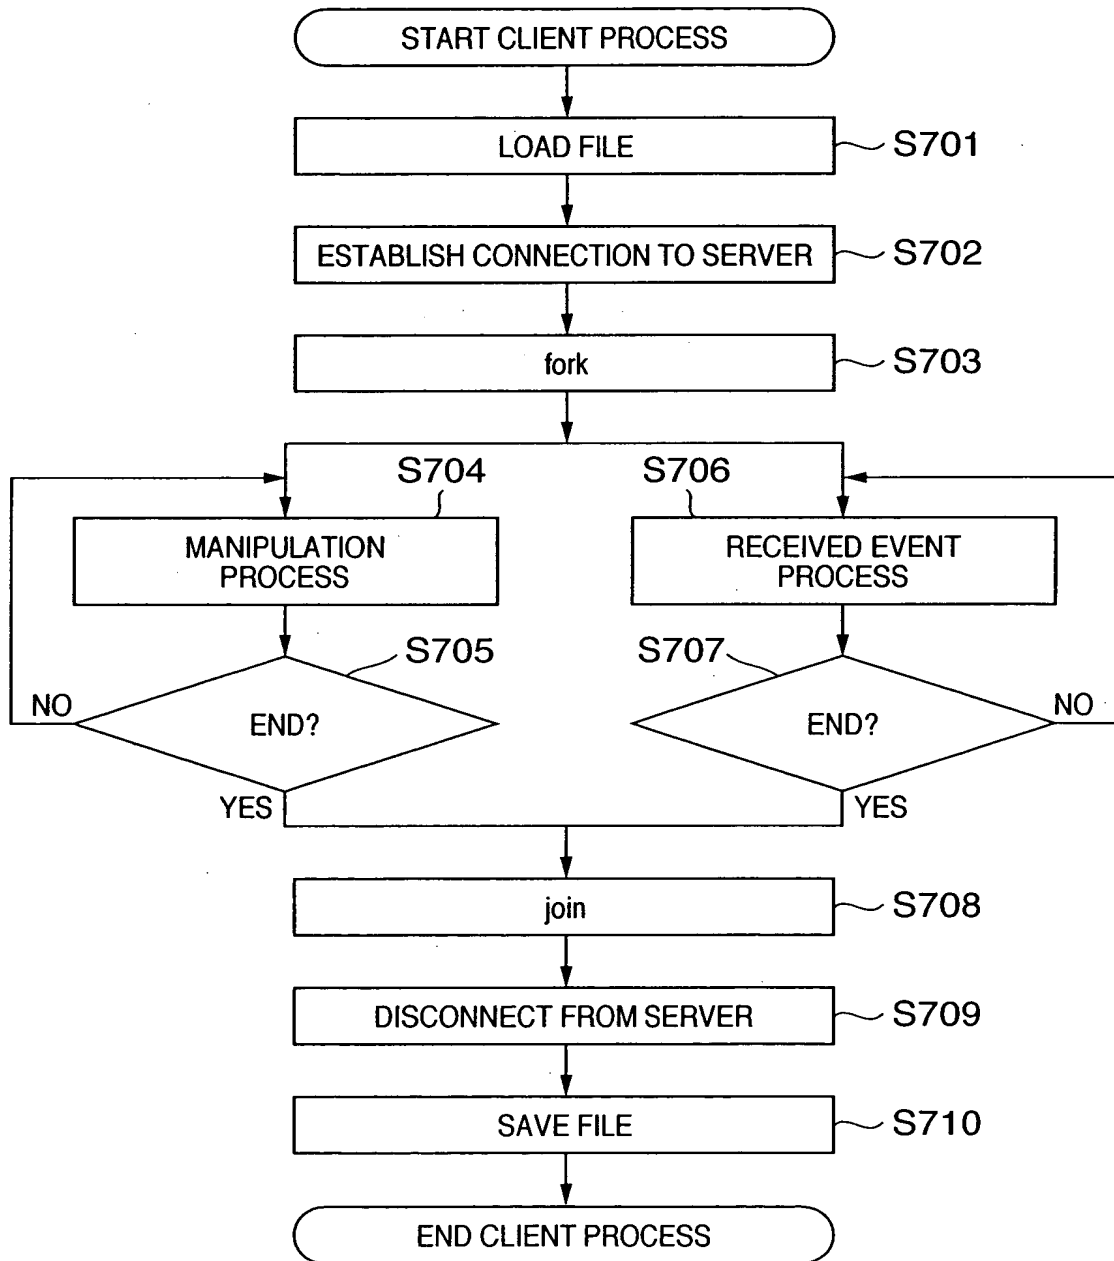 START CLIENT PROCESS
LOAD FILE
S701
ESTABLISH CONNECTION TO SERVER
S702
fork
S703
S704
S706
MANIPULATION
PROCESS
RECEIVED EVENT
PROCESS
S705
S707
NO
END?
END?
NO
YES
YES
join
S708
DISCONNECT FROM SERVER
S709
SAVE FILE
S710
END CLIENT PROCESS